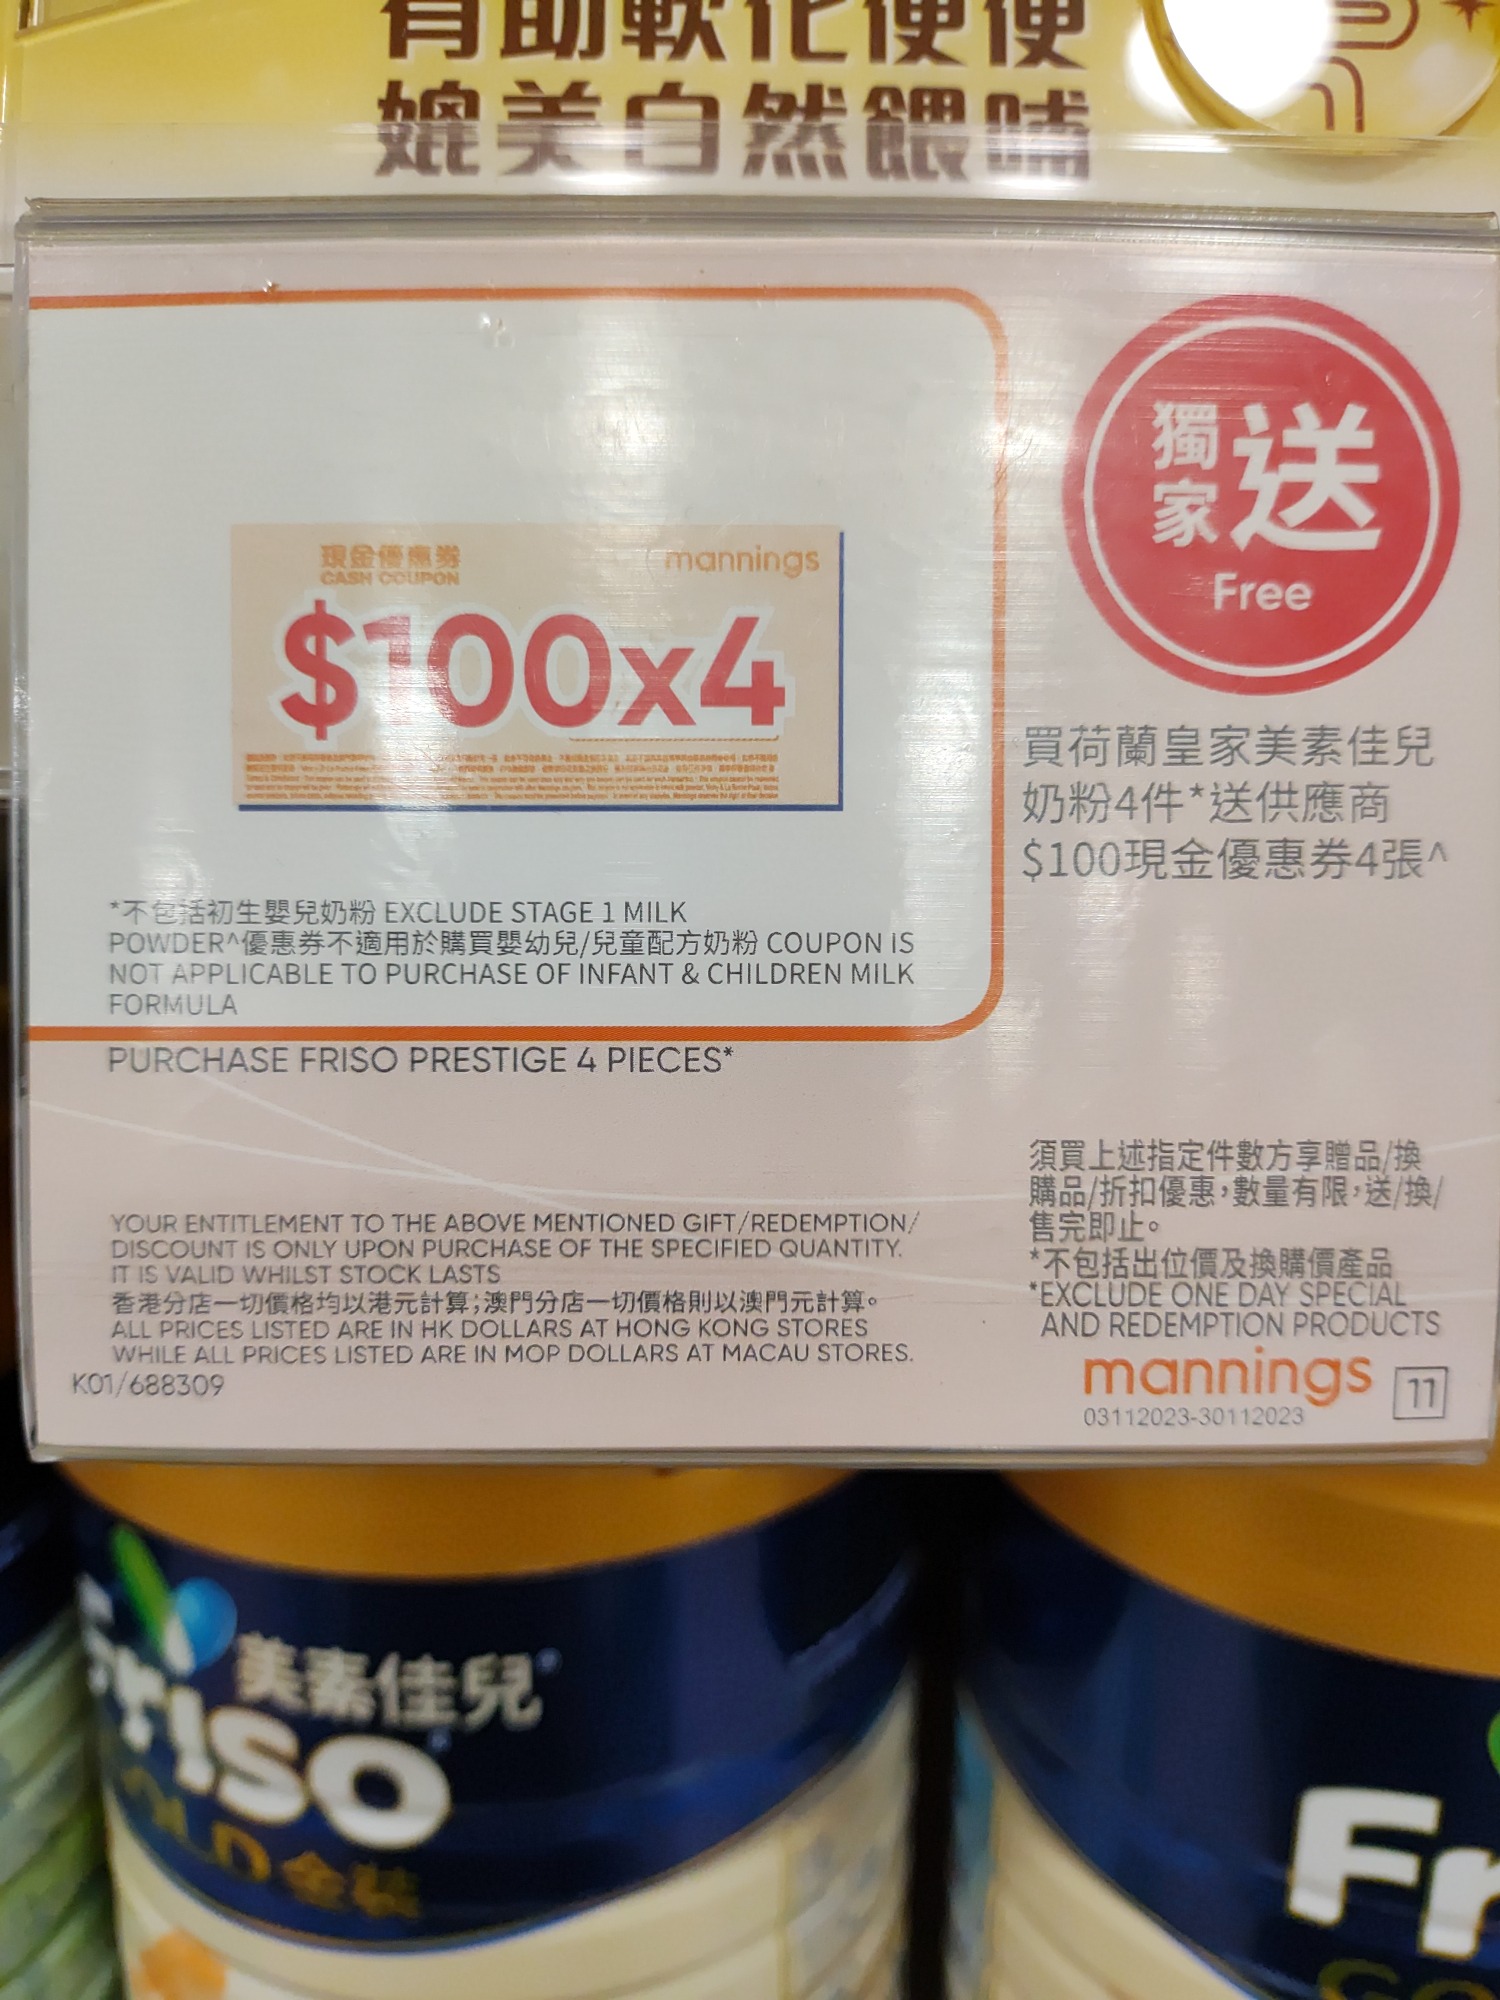 有助軟化便便
媲美自然餵哺
獨家送
Free
現金優惠券
CASH COUPON
mannings
$100x4
買荷蘭皇家美素佳兒
奶粉4件*送供應商
$100現金優惠券4張^
*不包括初生嬰兒奶粉 EXCLUDE STAGE 1 MILK
POWDER^優惠券不適用於購買嬰幼兒/兒童配方奶粉 COUPON IS
NOT APPLICABLE TO PURCHASE OF INFANT & CHILDREN MILK
FORMULA
PURCHASE FRISO PRESTIGE 4 PIECES*
YOUR ENTITLEMENT TO THE ABOVE MENTIONED GIFT/REDEMPTION/
DISCOUNT IS ONLY UPON PURCHASE OF THE SPECIFIED QUANTITY.
IT IS VALID WHILST STOCK LASTS
香港分店一切價格均以港元計算;澳門分店一切價格則以澳門元計算。
ALL PRICES LISTED ARE IN HK DOLLARS AT HONG KONG STORES
WHILE ALL PRICES LISTED ARE IN MOP DOLLARS AT MACAU STORES.
K01/688309
須買上述指定件數方享贈品/換
購品/折扣優惠,數量有限,送/換/
售完即止。
*不包括出位價及換購價產品
*EXCLUDE ONE DAY SPECIAL
AND REDEMPTION PRODUCTS
mannings 11
03112023-30112023
美素佳兒
Friso
GOLD 金裝
Fr
GO